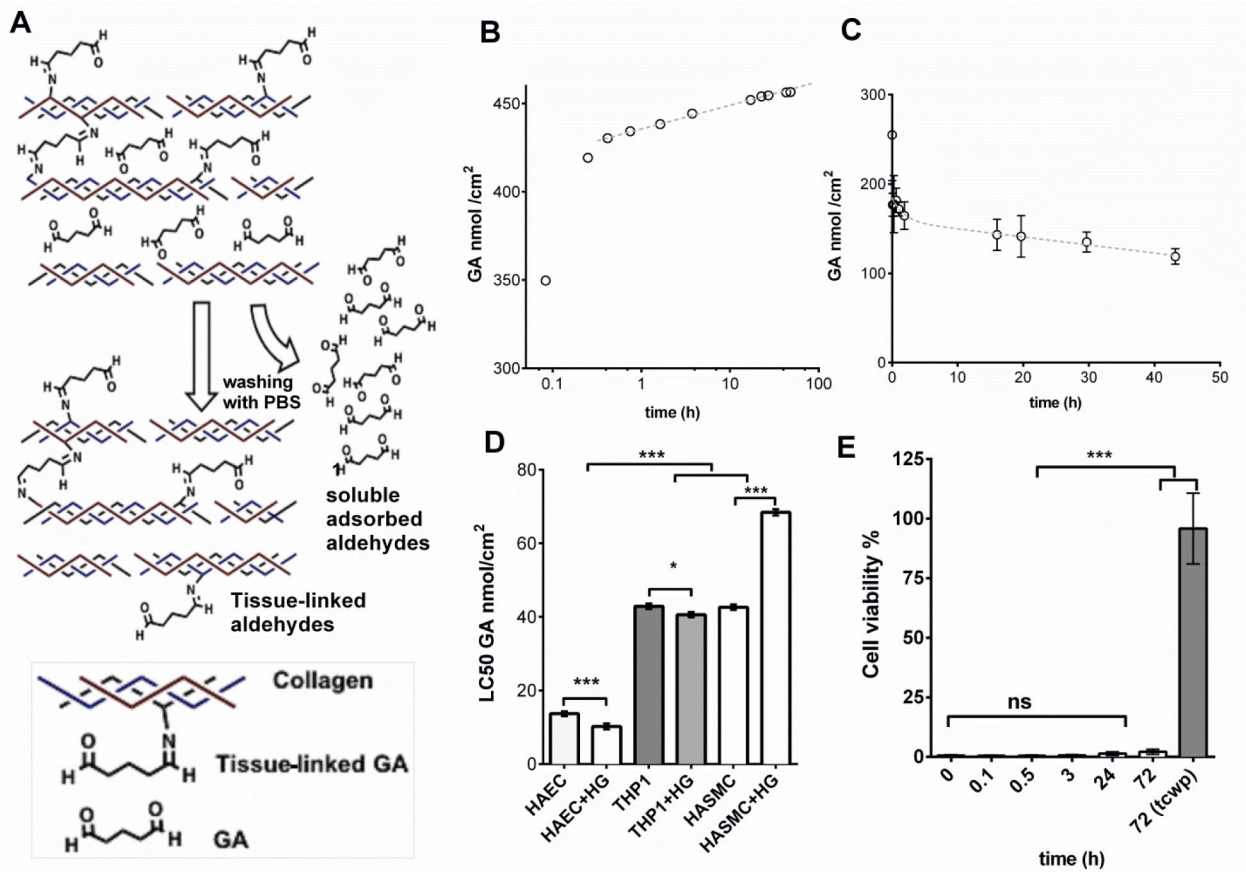 A
H
O
H
N
H
O
H
N
N
H
H
N
O
H
H
O
H
O
N
O
H
O
H
H
O
O
H
O
H
O
H
washing
with PBS
soluble
adsorbed
aldehydes
Tissue-linked
aldehydes
Collagen
O
H
N
H
Tissue-linked GA
O
H
O
H
GA
B
GA nmol /cm2
450
400
350
300
0.1 1 10 100
time (h)
C
GA nmol/cm2
300
200
100
0
0 10 20 30 40 50
time (h)
D
LC50 GA nmol/cm2
80
60
40
20
0
***
***
*
***
HAEC
HAEC+HG
THP1
THP1+HG
HASMC
HASMC+HG
E
Cell viability %
125
100
75
50
25
0
***
ns
0
0.1
0.5
3
24
72
72 (tcwp)
time (h)